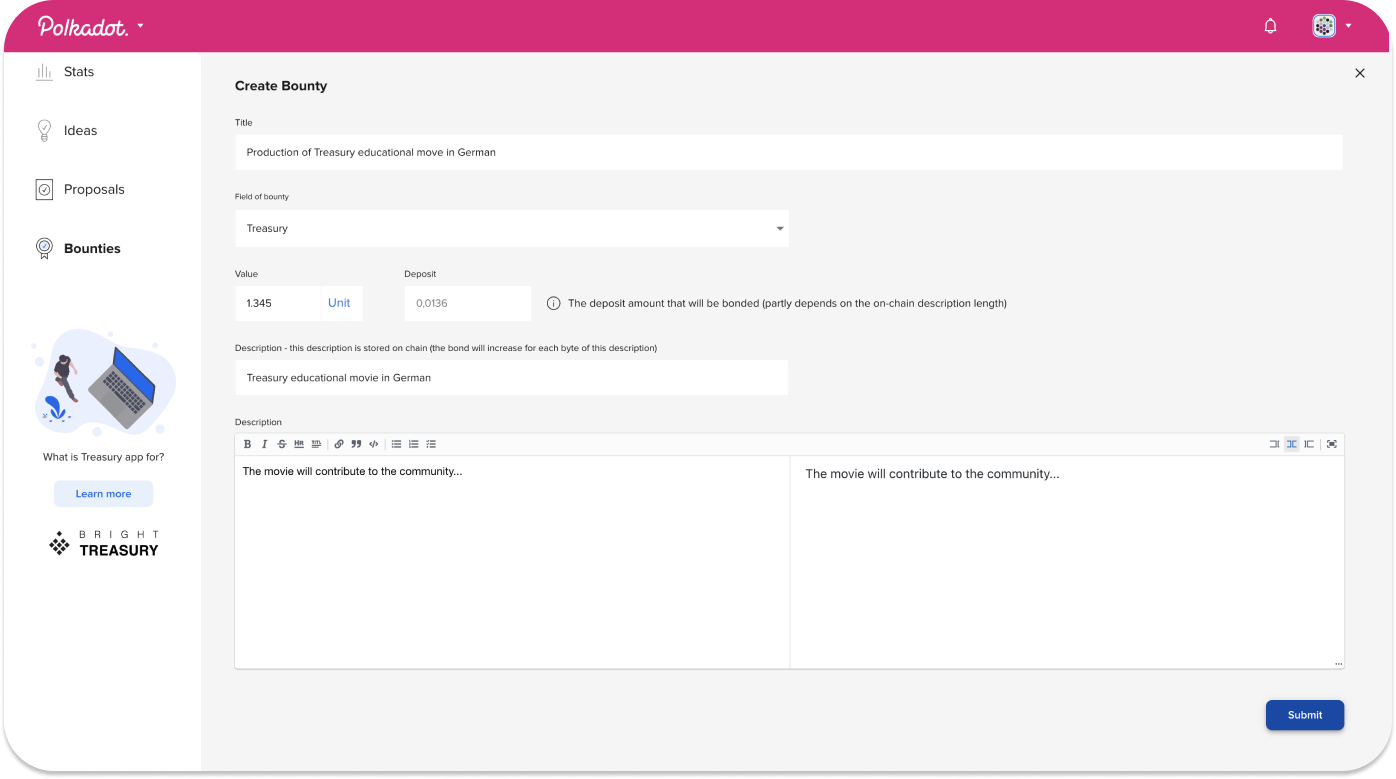 Polkadot.
Stats
Ideas
Proposals
Bounties
What is Treasury app for?
Learn more
BRIGHT
TREASURY
Create Bounty
Title
Production of Treasury educational move in German
Field of bounty
Treasury
Value
Deposit
1.345
Unit
0,0136
The deposit amount that will be bonded (partly depends on the on-chain description length)
Description - this description is stored on chain (the bond will increase for each byte of this description)
Treasury educational movie in German
Description
The movie will contribute to the community...
The movie will contribute to the community...
Submit